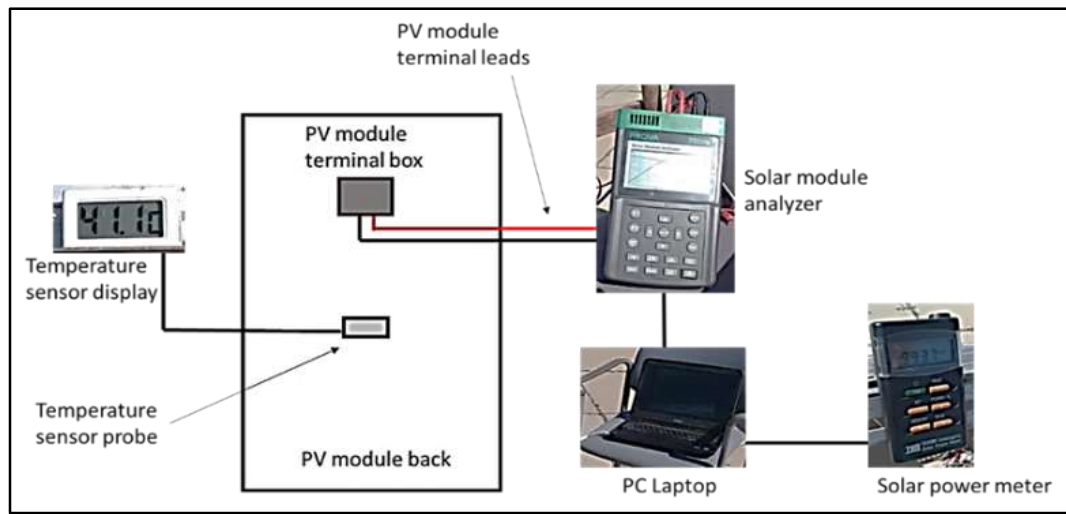 PV module
terminal leads
PV module
terminal box
PROVA
Solar module
analyzer
41.1
Temperature
sensor display
Temperature
sensor probe
PV module back
PC Laptop
Solar power meter